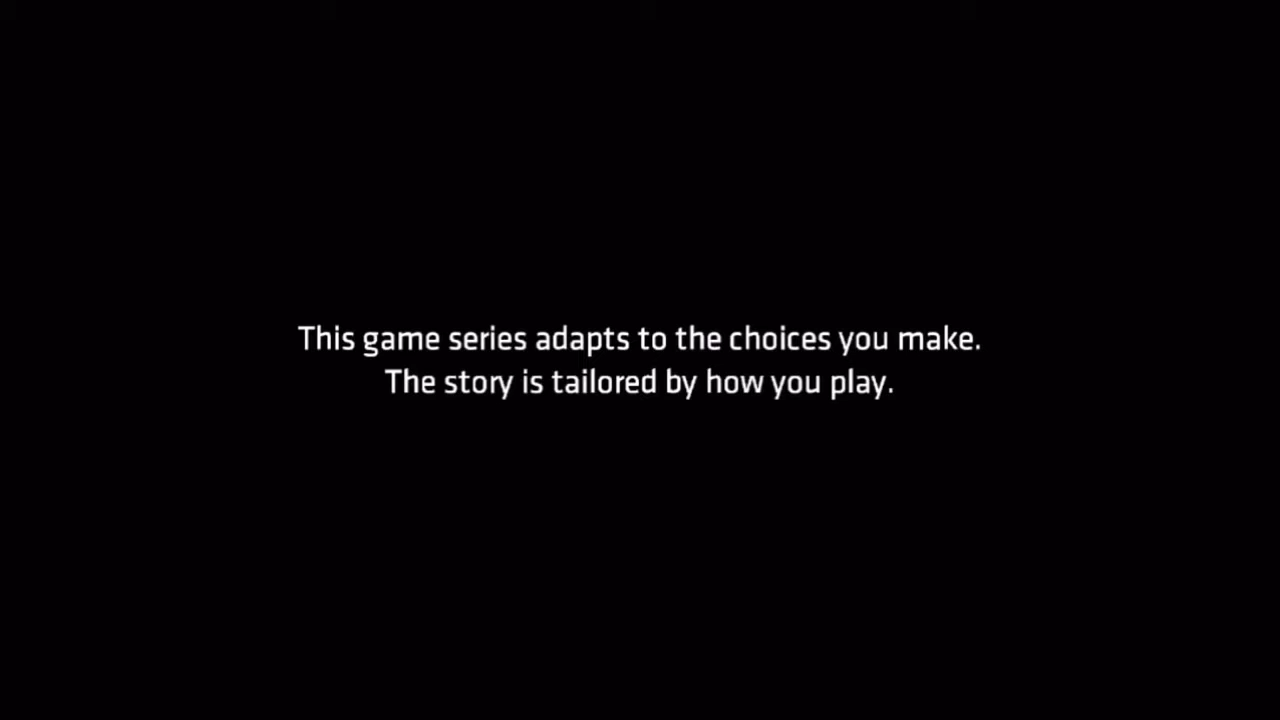 This game series adapts to the choices you make.
The story is tailored by how you play.